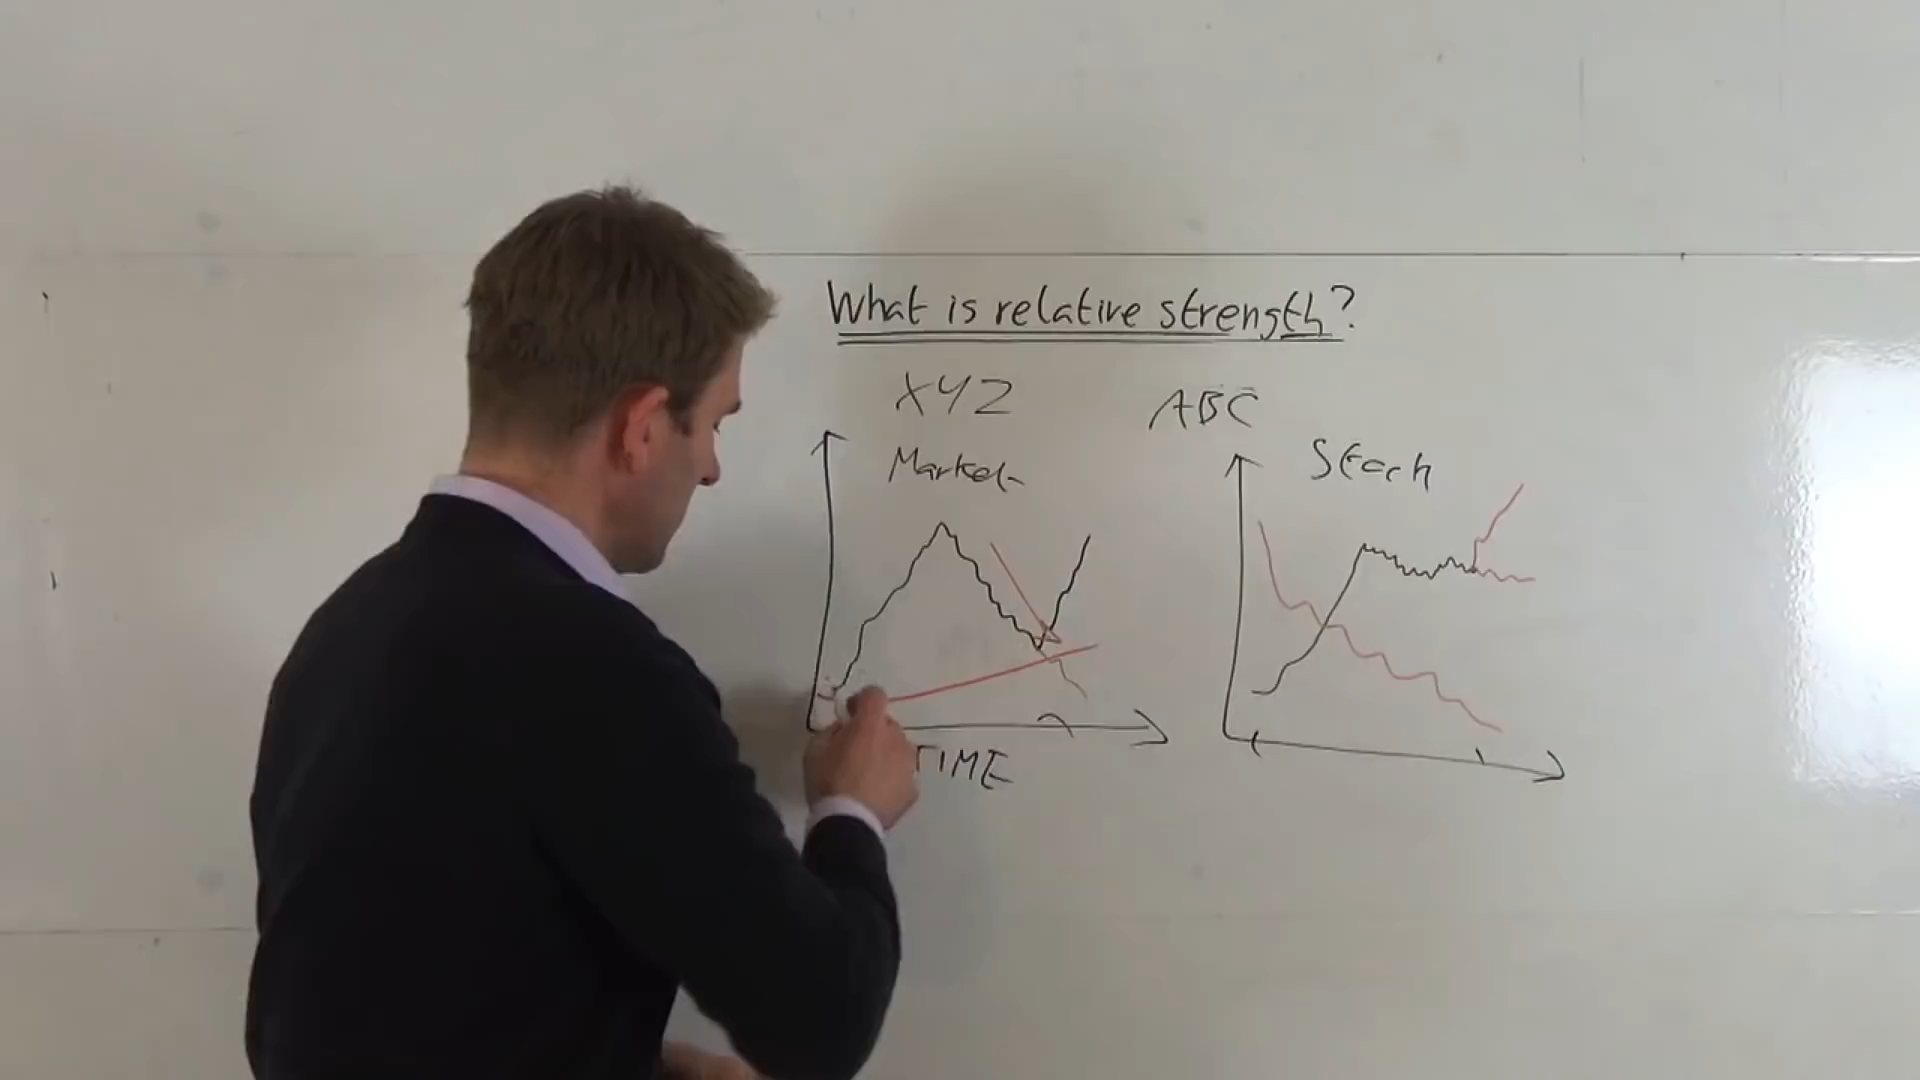 What is relative strength?
XYZ
ABC
Market
Stock
TIME